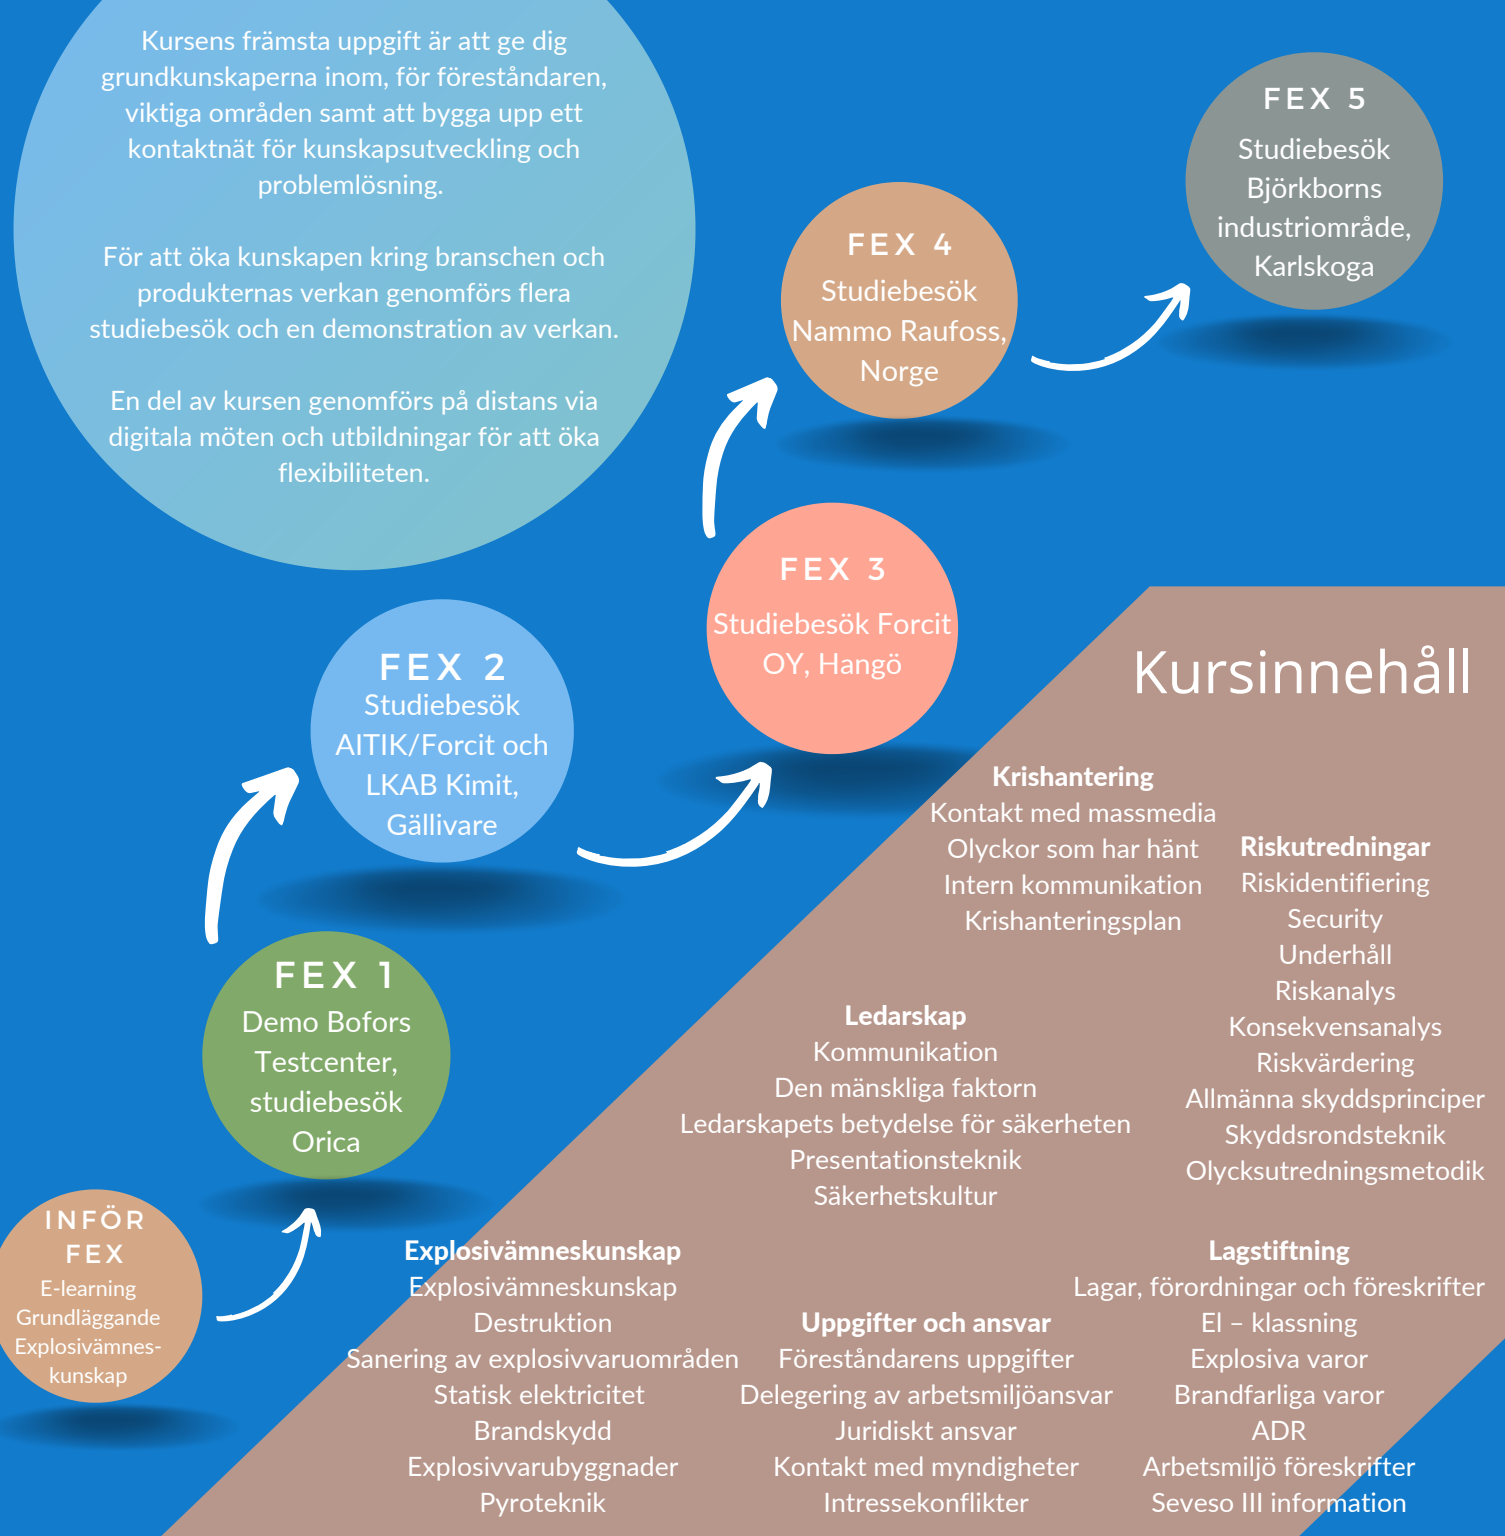 Kursens främsta uppgift är att ge dig
grundkunskaperna inom, för föreståndaren,
viktiga områden samt att bygga upp ett
kontaktnät för kunskapsutveckling och
problemlösning.
För att öka kunskapen kring branschen och
produkternas verkan genomförs flera
studiebesök och en demonstration av verkan.
En del av kursen genomförs på distans via
digitala möten och utbildningar för att öka
flexibiliteten.
FEX 5
Studiebesök
Björkborns
industriområde,
Karlskoga
FEX 4
Studiebesök
Nammo Raufoss,
Norge
FEX 3
Studiebesök Forcit
OY, Hangö
FEX 2
Studiebesök
AITIK/Forcit och
LKAB Kimit,
Gällivare
FEX 1
Demo Bofors
Testcenter,
studiebesök
Orica
INFÖR
FEX
E-learning
Grundläggande
Explosivämnes-
kunskap
Kursinnehåll
Krishantering
Kontakt med massmedia
Olyckor som har hänt
Intern kommunikation
Krishanteringsplan
Riskutredningar
Riskidentifiering
Security
Underhåll
Riskanalys
Konsekvensanalys
Riskvärdering
Allmänna skyddsprinciper
Skyddsrondsteknik
Olycksutredningsmetodik
Ledarskap
Kommunikation
Den mänskliga faktorn
Ledarskapets betydelse för säkerheten
Presentationsteknik
Säkerhetskultur
Explosivämneskunskap
Explosivämneskunskap
Destruktion
Sanering av explosivvaruområden
Statisk elektricitet
Brandskydd
Explosivvarubyggnader
Pyroteknik
Uppgifter och ansvar
Föreståndarens uppgifter
Delegering av arbetsmiljöansvar
Juridiskt ansvar
Kontakt med myndigheter
Intressekonflikter
Lagstiftning
Lagar, förordningar och föreskrifter
El – klassning
Explosiva varor
Brandfarliga varor
ADR
Arbetsmiljö föreskrifter
Seveso III information